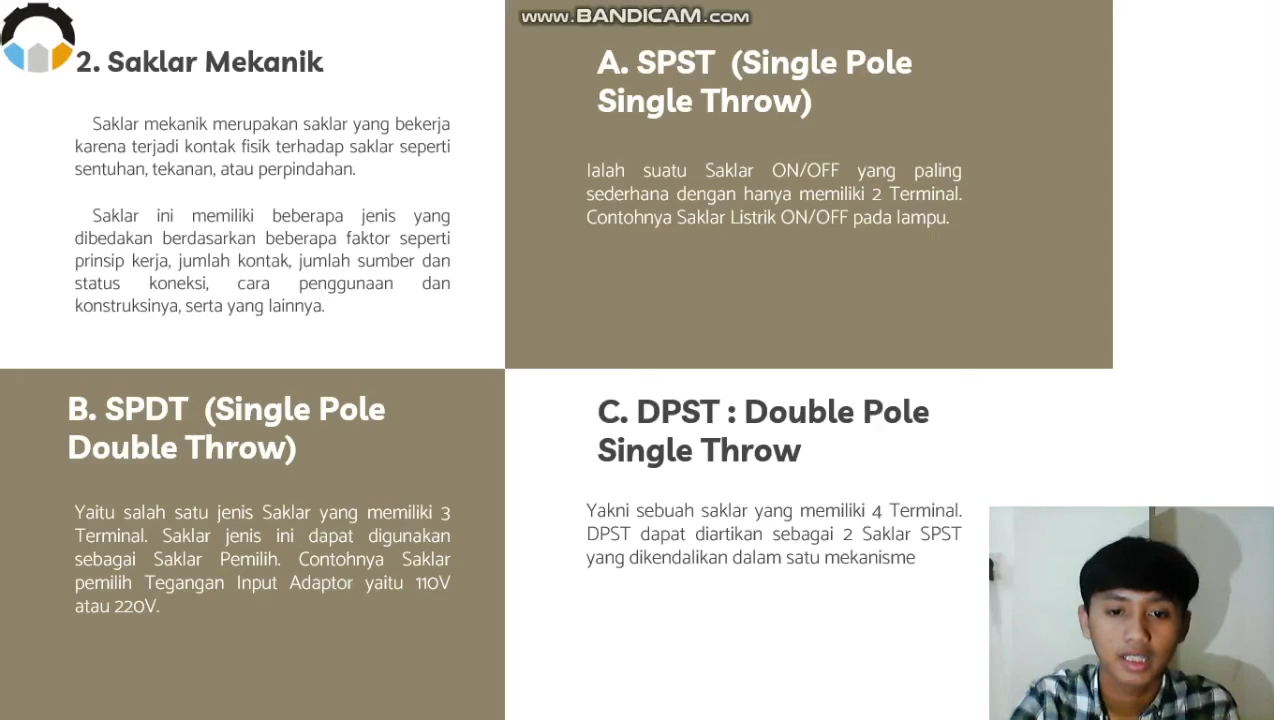 www.BANDICAM.com
2. Saklar Mekanik
Saklar mekanik merupakan saklar yang bekerja
karena terjadi kontak fisik terhadap saklar seperti
sentuhan, tekanan, atau perpindahan.
Saklar ini memiliki beberapa jenis yang
dibedakan berdasarkan beberapa faktor seperti
prinsip kerja, jumlah kontak, jumlah sumber dan
status koneksi, cara penggunaan dan
konstruksinya, serta yang lainnya.
A. SPST (Single Pole
Single Throw)
Ialah suatu Saklar ON/OFF yang paling
sederhana dengan hanya memiliki 2 Terminal.
Contohnya Saklar Listrik ON/OFF pada lampu.
B. SPDT (Single Pole
Double Throw)
Yaitu salah satu jenis Saklar yang memiliki 3
Terminal. Saklar jenis ini dapat digunakan
sebagai Saklar Pemilih. Contohnya Saklar
pemilih Tegangan Input Adaptor yaitu 110V
atau 220V.
C. DPST : Double Pole
Single Throw
Yakni sebuah saklar yang memiliki 4 Terminal.
DPST dapat diartikan sebagai 2 Saklar SPST
yang dikendalikan dalam satu mekanisme